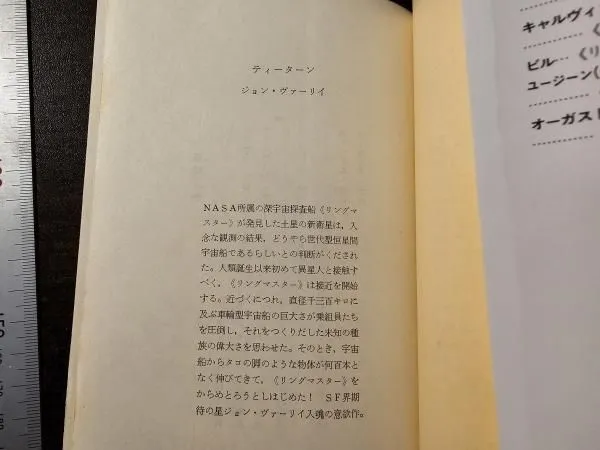 ティーターン
ジョン・ヴァーリイ
NASA所属の深宇宙探査船《リングマ
スター》が発見した土星の新衛星は、入
念な観測の結果、どうやら世代型恒星間
宇宙船であるらしいとの判断がくだされ
た。人類誕生以来初めて異星人と接触す
べく、《リングマスター》は接近を開始
する。近づくにつれ、直径千三百キロに
及ぶ車輪型宇宙船の巨大さが乗組員たち
を圧倒し、それをつくりだした未知の種
族の偉大さを思わせた。そのとき、宇宙
船からタコの脚のような物体が何百本と
なく伸びできて、《リングマスター》を
からめとろうとしはじめた! SF界期
待の星ジョン・ヴァーリイ入魂の意欲作。
キャルヴィ
ビル…《リ
ユージーン(
オーガスト